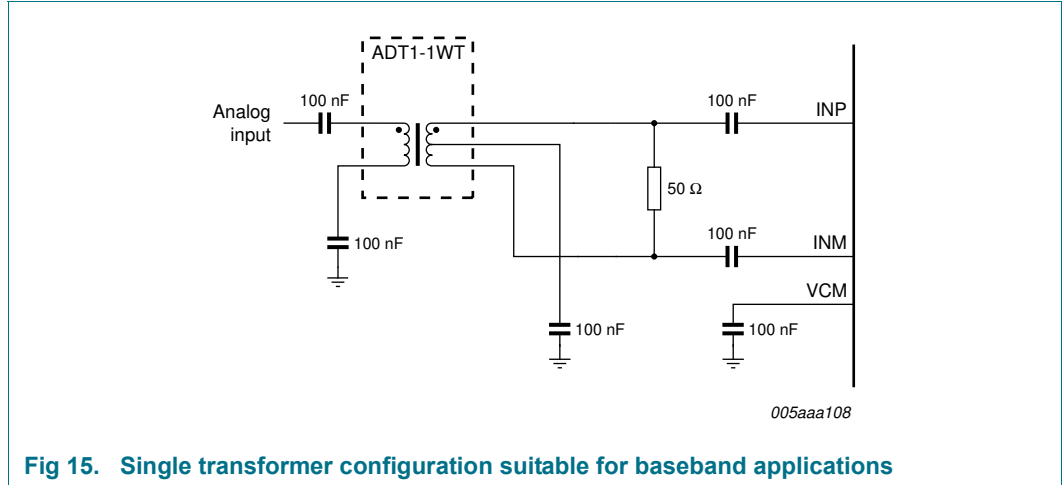 ADT1-1WT
100 nF
100 nF
Analog
input
INP
50 Ω
100 nF
INM
100 nF
VCM
100 nF
100 nF
005aaa108
Fig 15. Single transformer configuration suitable for baseband applications